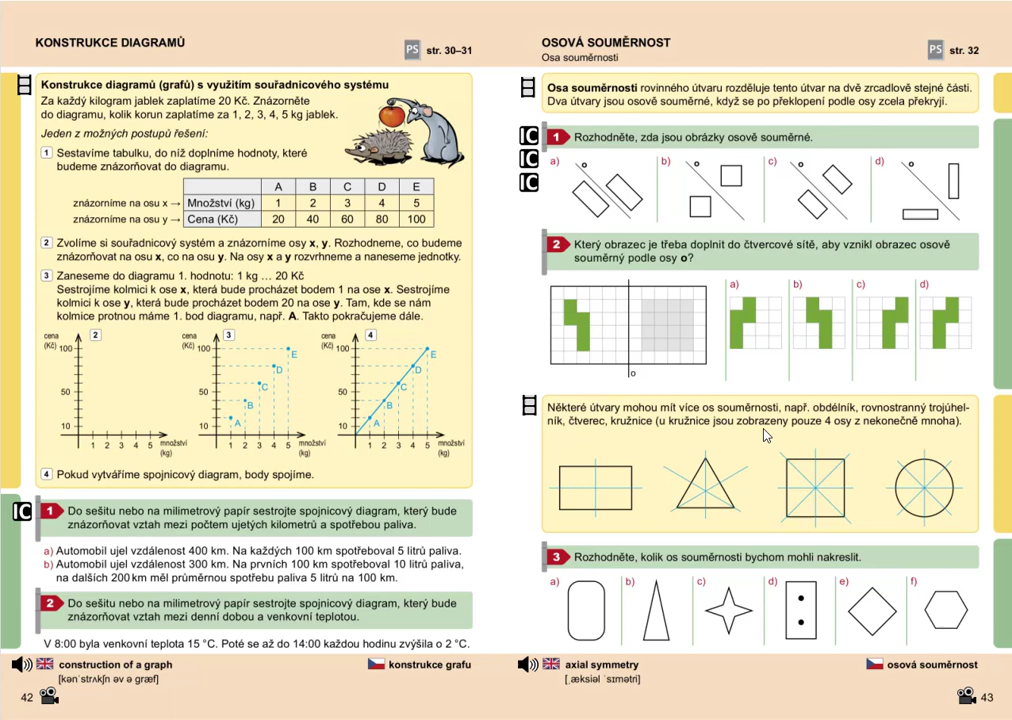 KONSTRUKCE DIAGRAMŮ
PS str. 30–31
Konstrukce diagramů (grafů) s využitím souřadnicového systému
Za každý kilogram jablek zaplatíme 20 Kč. Znázorněte
do diagramu, kolik korun zaplatíme za 1, 2, 3, 4, 5 kg jablek.
Jeden z možných postupů řešení:
1 Sestavíme tabulku, do níž doplníme hodnoty, které
budeme znázorňovat do diagramu.
A B C D E
znázorníme na osu x → Množství (kg) 1 2 3 4 5
znázorníme na osu y → Cena (Kč) 20 40 60 80 100
2 Zvolíme si souřadnicový systém a znázorníme osy x, y. Rozhodneme, co budeme
znázorňovat na osu x, co na osu y. Na osy x a y rozvrhneme a naneseme jednotky.
3 Zaneseme do diagramu 1. hodnotu: 1 kg ... 20 Kč
Sestrojíme kolmici k ose x, která bude procházet bodem 1 na ose x. Sestrojíme
kolmici k ose y, která bude procházet bodem 20 na ose y. Tam, kde se nám
kolmice protnou máme 1. bod diagramu, např. A. Takto pokračujeme dále.
cena
(Kč)
2
100
50
10
1 2 3 4 5 množství
(kg)
cena
(Kč)
3
100
50
10
A
B
C
D
E
1 2 3 4 5 množství
(kg)
cena
(Kč)
4
100
50
10
A
B
C
D
E
1 2 3 4 5 množství
(kg)
4 Pokud vytváříme spojnicový diagram, body spojíme.
IC
1 Do sešitu nebo na milimetrový papír sestrojte spojnicový diagram, který bude
znázorňovat vztah mezi počtem ujetých kilometrů a spotřebou paliva.
a) Automobil ujel vzdálenost 400 km. Na každých 100 km spotřeboval 5 litrů paliva.
b) Automobil ujel vzdálenost 300 km. Na prvních 100 km spotřeboval 10 litrů paliva,
na dalších 200 km měl průměrnou spotřebu paliva 5 litrů na 100 km.
2 Do sešitu nebo na milimetrový papír sestrojte spojnicový diagram, který bude
znázorňovat vztah mezi denní dobou a venkovní teplotou.
V 8:00 byla venkovní teplota 15 °C. Poté se až do 14:00 každou hodinu zvýšila o 2 °C.
construction of a graph
[kənˈstrʌkʃn əv ə græf]
konstrukce grafu
42
OSOVÁ SOUMĚRNOST
Osa souměrnosti
PS str. 32
Osa souměrnosti rovinného útvaru rozděluje tento útvar na dvě zrcadlově stejné části.
Dva útvary jsou osově souměrné, když se po překlopení podle osy zcela překryjí.
IC
IC
IC
1 Rozhodněte, zda jsou obrázky osově souměrné.
a) o b) o c) o d) o
2 Který obrazec je třeba doplnit do čtvercové sítě, aby vznikl obrazec osově
souměrný podle osy o?
a) b) c) d)
o
Některé útvary mohou mít více os souměrnosti, např. obdélník, rovnostranný trojúhel-
ník, čtverec, kružnice (u kružnice jsou zobrazeny pouze 4 osy z nekonečně mnoha).
3 Rozhodněte, kolik os souměrnosti bychom mohli nakreslit.
a) b) c) d) e) f)
axial symmetry
[ˌæksiəl ˈsɪmətri]
osová souměrnost
43